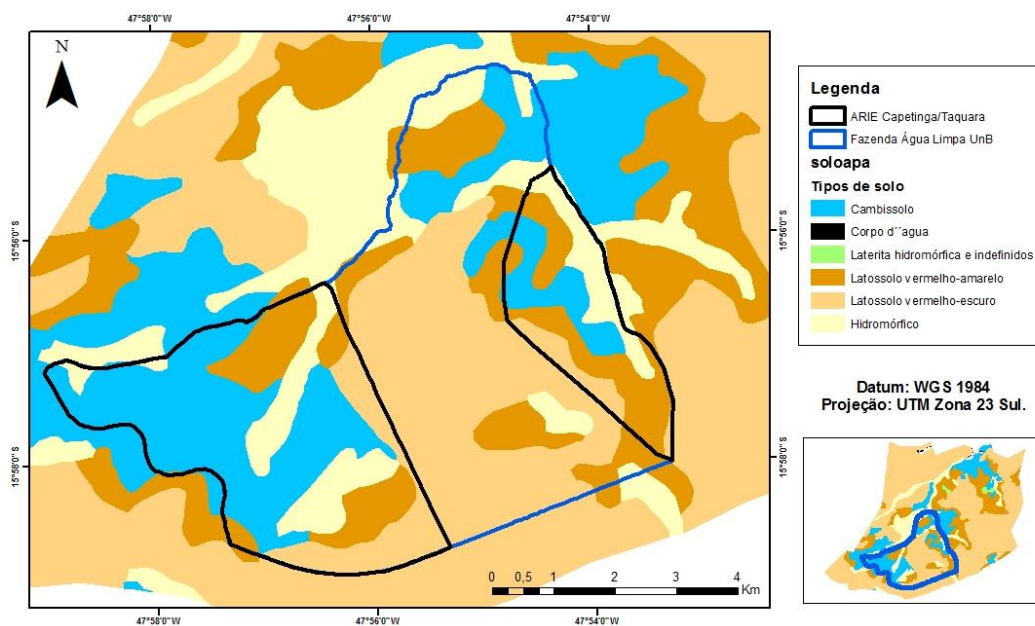 47°58'0"W
47°56'0"W
47°54'0"W
N
15°56'0" S
15°56'0" S
15°58'0" S
15°58'0" S
0 0,5 1 2 3 4
Km
47°58'0"W
47°56'0"W
47°54'0"W
Legenda
ARIE Capetinga/Taquara
Fazenda Água Limpa UnB
soloapa
Tipos de solo
Cambissolo
Corpo d´´agua
Laterita hidromórfica e indefinidos
Latossolo vermelho-amarelo
Latossolo vermelho-escuro
Hidromórfico
Datum: WGS 1984
Projeção: UTM Zona 23 Sul.